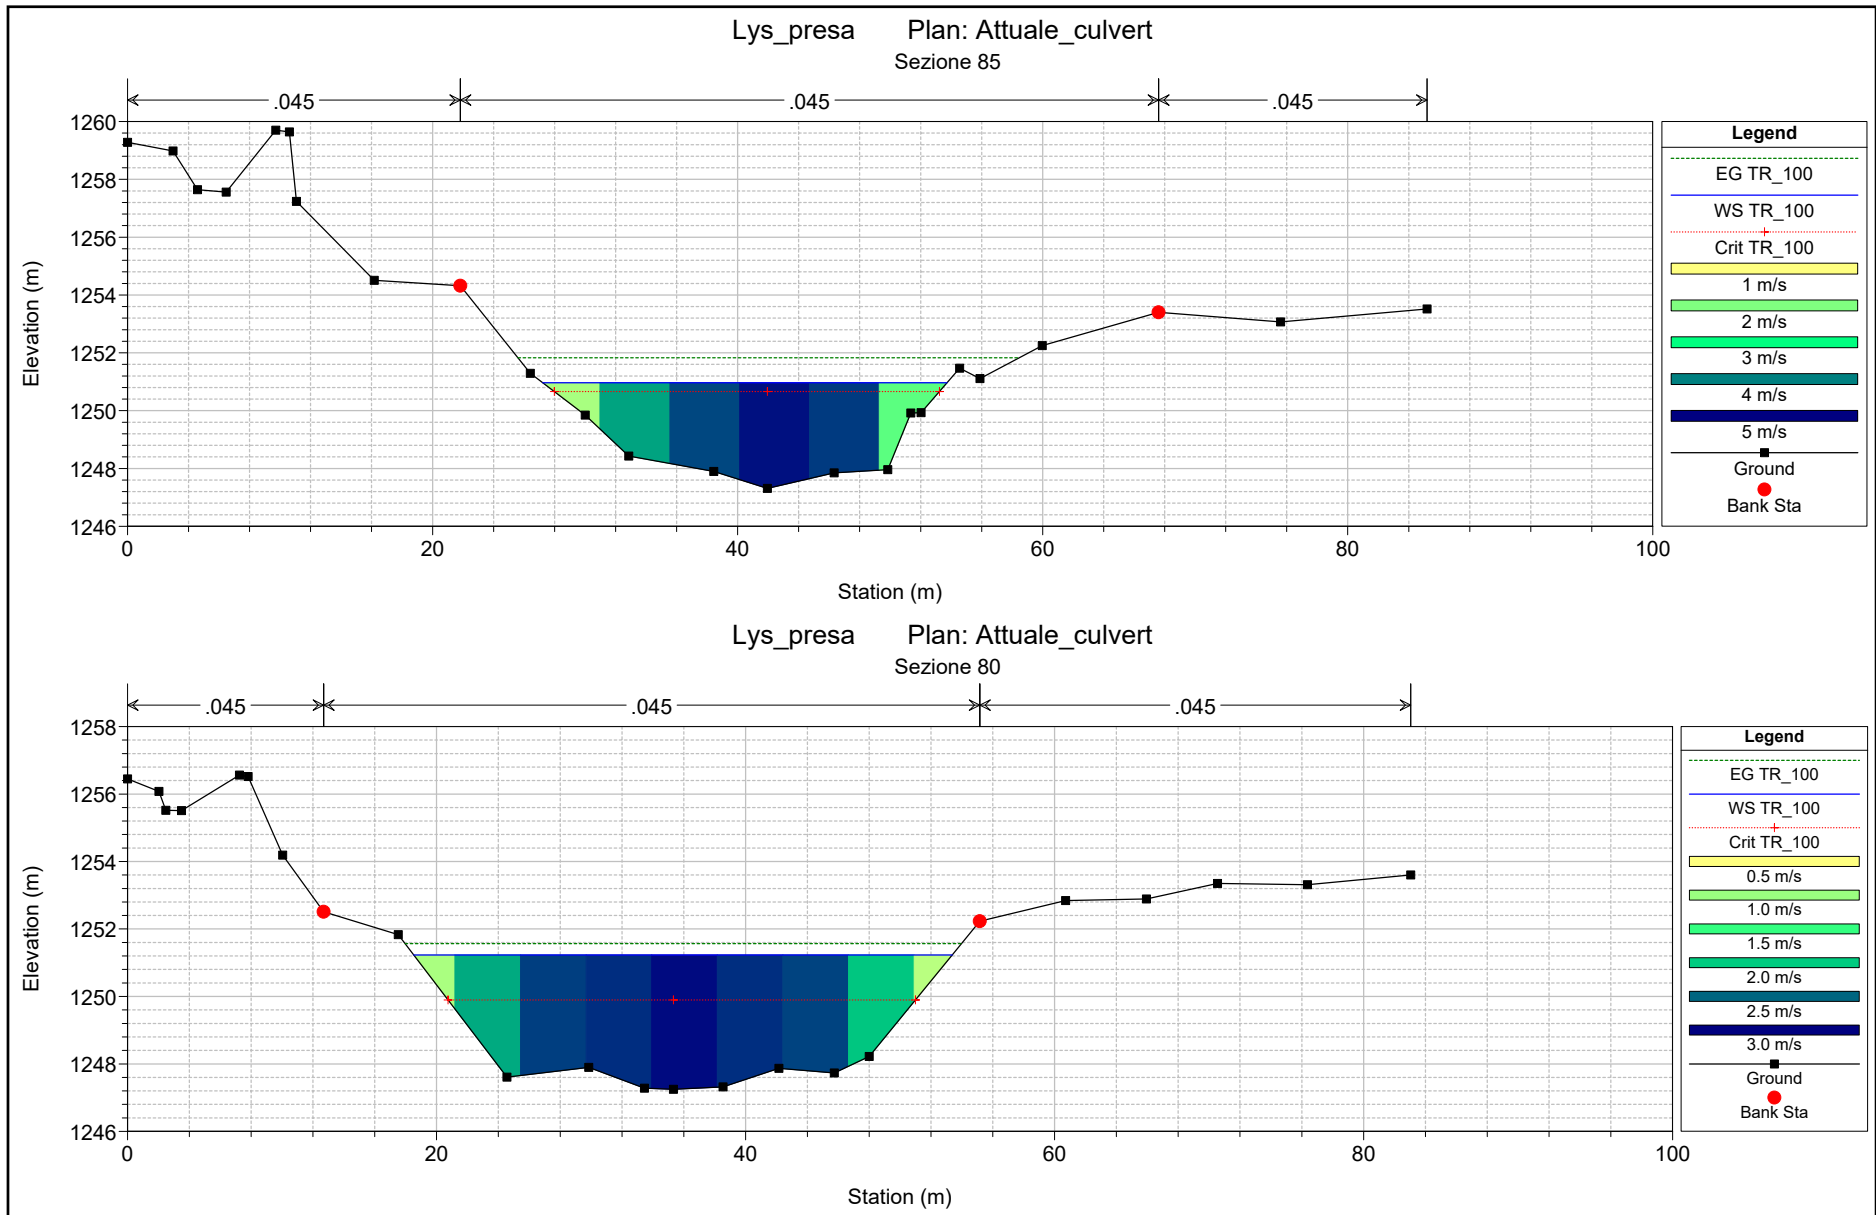 Lys_presa Plan: Attuale_culvert
Sezione 85
.045 .045 .045
1260
1258
1256
1254
1252
1250
1248
1246
Elevation (m)
0 20 40 60 80 100
Station (m)
Legend
EG TR_100
WS TR_100
Crit TR_100
1 m/s
2 m/s
3 m/s
4 m/s
5 m/s
Ground
Bank Sta
Lys_presa Plan: Attuale_culvert
Sezione 80
.045 .045 .045
1258
1256
1254
1252
1250
1248
1246
Elevation (m)
0 20 40 60 80 100
Station (m)
Legend
EG TR_100
WS TR_100
Crit TR_100
0.5 m/s
1.0 m/s
1.5 m/s
2.0 m/s
2.5 m/s
3.0 m/s
Ground
Bank Sta